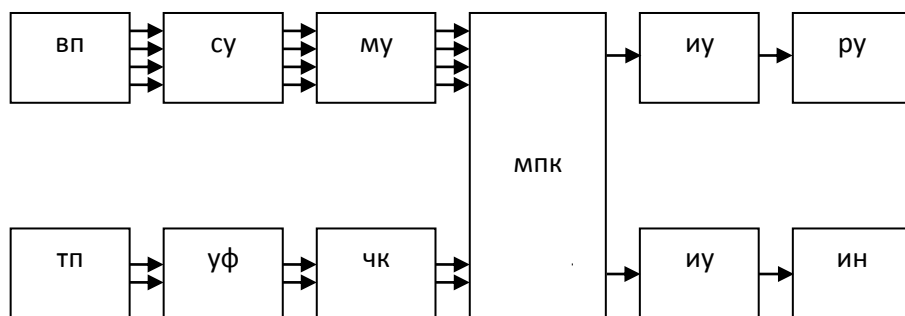 вп су му иу ру
мпк
тп уф чк иу ин